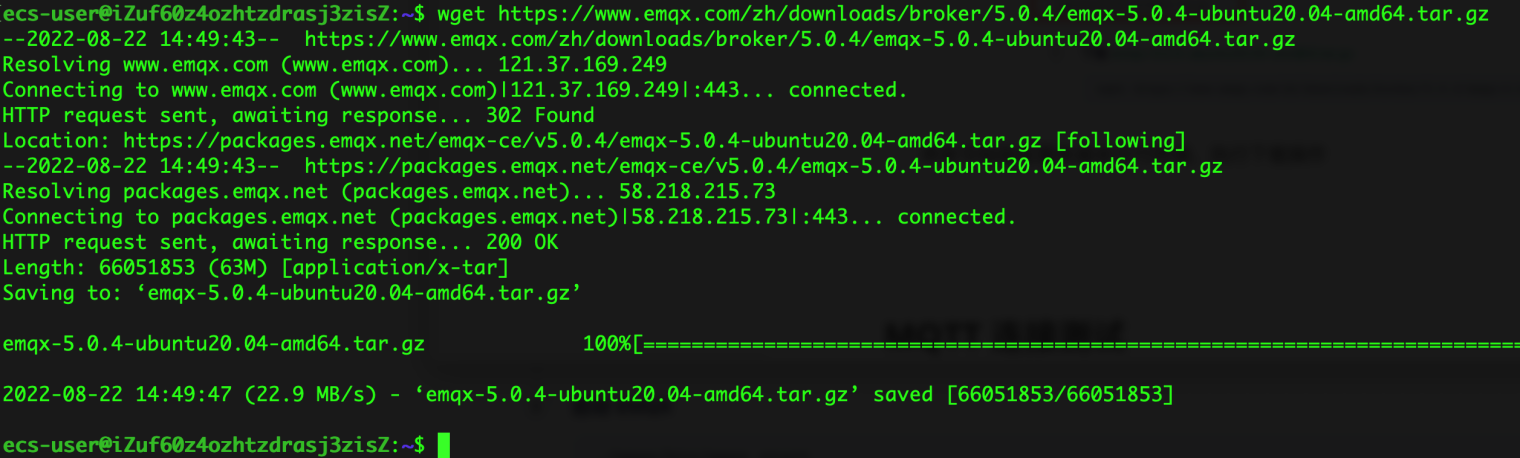 ecs-user@iZuf60z4ozhtzdrasj3zisZ:~$ wget https://www.emqx.com/zh/downloads/broker/5.0.4/emqx-5.0.4-ubuntu20.04-amd64.tar.gz
--2022-08-22 14:49:43--  https://www.emqx.com/zh/downloads/broker/5.0.4/emqx-5.0.4-ubuntu20.04-amd64.tar.gz
Resolving www.emqx.com (www.emqx.com)... 121.37.169.249
Connecting to www.emqx.com (www.emqx.com)|121.37.169.249|:443... connected.
HTTP request sent, awaiting response... 302 Found
Location: https://packages.emqx.net/emqx-ce/v5.0.4/emqx-5.0.4-ubuntu20.04-amd64.tar.gz [following]
--2022-08-22 14:49:43--  https://packages.emqx.net/emqx-ce/v5.0.4/emqx-5.0.4-ubuntu20.04-amd64.tar.gz
Resolving packages.emqx.net (packages.emqx.net)... 58.218.215.73
Connecting to packages.emqx.net (packages.emqx.net)|58.218.215.73|:443... connected.
HTTP request sent, awaiting response... 200 OK
Length: 66051853 (63M) [application/x-tar]
Saving to: ‘emqx-5.0.4-ubuntu20.04-amd64.tar.gz’
emqx-5.0.4-ubuntu20.04-amd64.tar.gz 100%[=========================================================================
2022-08-22 14:49:47 (22.9 MB/s) - ‘emqx-5.0.4-ubuntu20.04-amd64.tar.gz’ saved [66051853/66051853]
ecs-user@iZuf60z4ozhtzdrasj3zisZ:~$